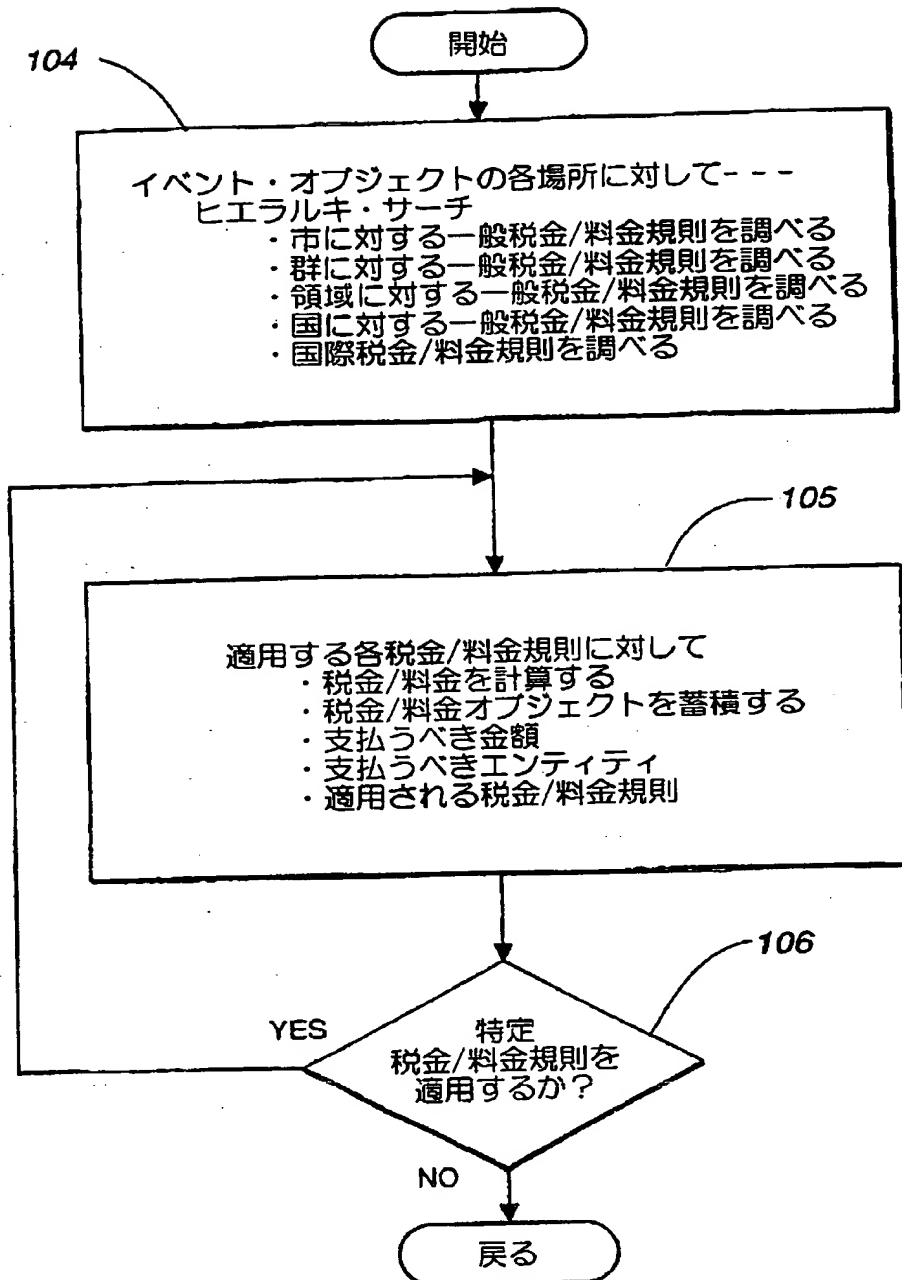 開始
104
イベント・オブジェクトの各場所に対して---
ヒエラルキ・サーチ
・市に対する一般税金/料金規則を調べる
・群に対する一般税金/料金規則を調べる
・領域に対する一般税金/料金規則を調べる
・国に対する一般税金/料金規則を調べる
・国際税金/料金規則を調べる
105
適用する各税金/料金規則に対して
・税金/料金を計算する
・税金/料金オブジェクトを蓄積する
・支払うべき金額
・支払うべきエンティティ
・適用される税金/料金規則
106
YES
特定
税金/料金規則を
適用するか？
NO
戻る